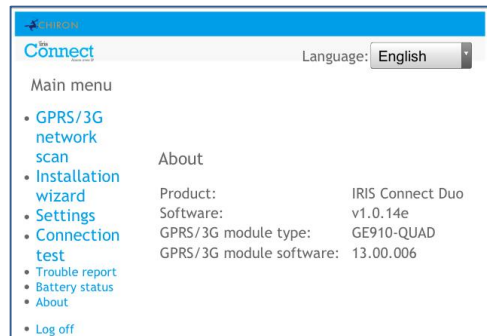 CHIRON
iris
Connect
Language: English
Main menu
• GPRS/3G
network
scan
• Installation
wizard
• Settings
• Connection
test
• Trouble report
• Battery status
• About
• Log off
About
Product: IRIS Connect Duo
Software: v1.0.14e
GPRS/3G module type: GE910-QUAD
GPRS/3G module software: 13.00.006